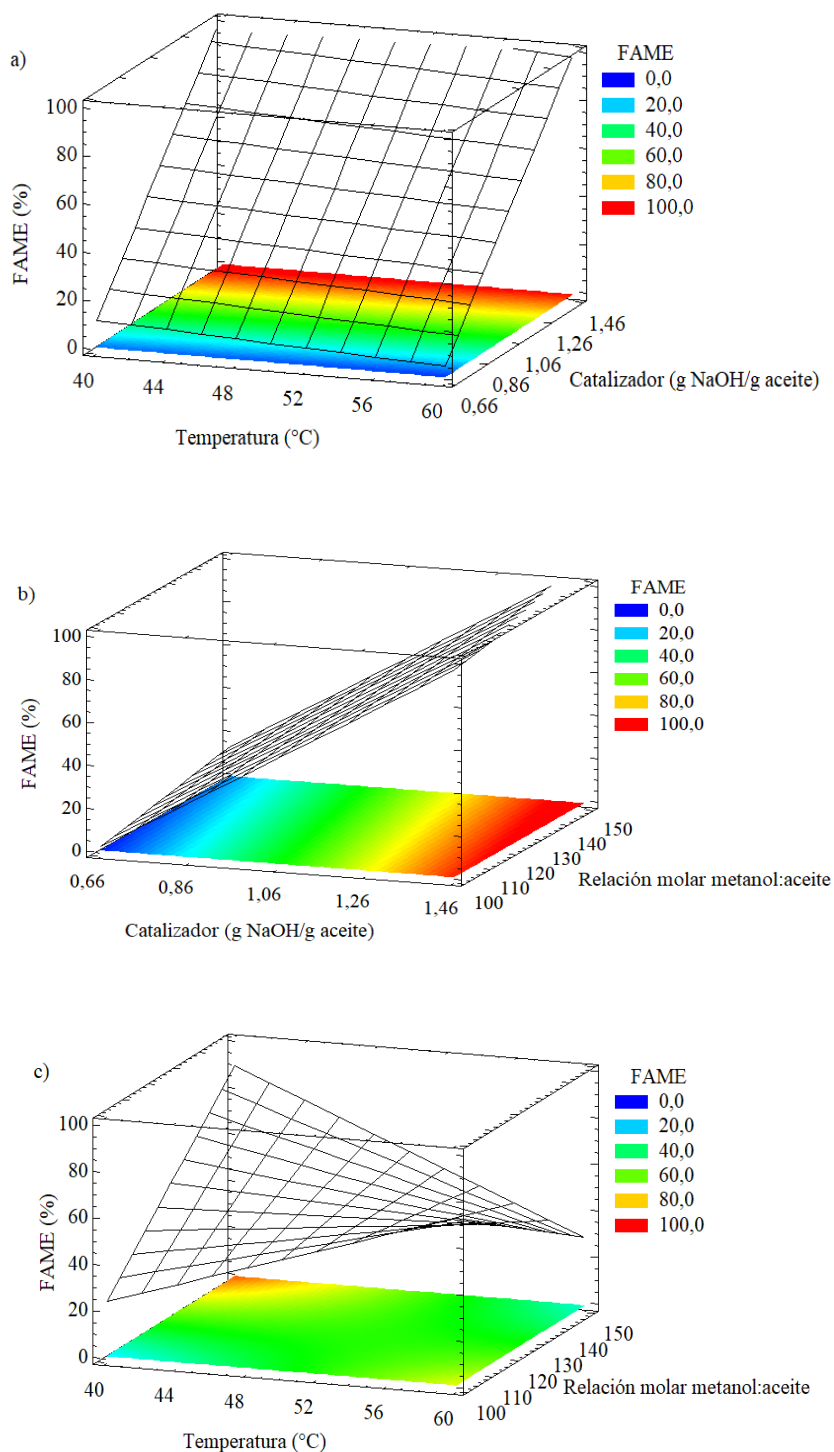 a)
FAME
0,0
20,0
40,0
60,0
80,0
100,0
FAME (%)
100
80
60
40
20
0
40 44 48 52 56 60
Temperatura (°C)
0,66 0,86 1,06 1,26 1,46
Catalizador (g NaOH/g aceite)
b)
FAME
0,0
20,0
40,0
60,0
80,0
100,0
FAME (%)
100
80
60
40
20
0
0,66 0,86 1,06 1,26 1,46
Catalizador (g NaOH/g aceite)
100 110 120 130 140 150
Relación molar metanol:aceite
c)
FAME
0,0
20,0
40,0
60,0
80,0
100,0
FAME (%)
100
80
60
40
20
0
40 44 48 52 56 60
Temperatura (°C)
100 110 120 130 140 150
Relación molar metanol:aceite